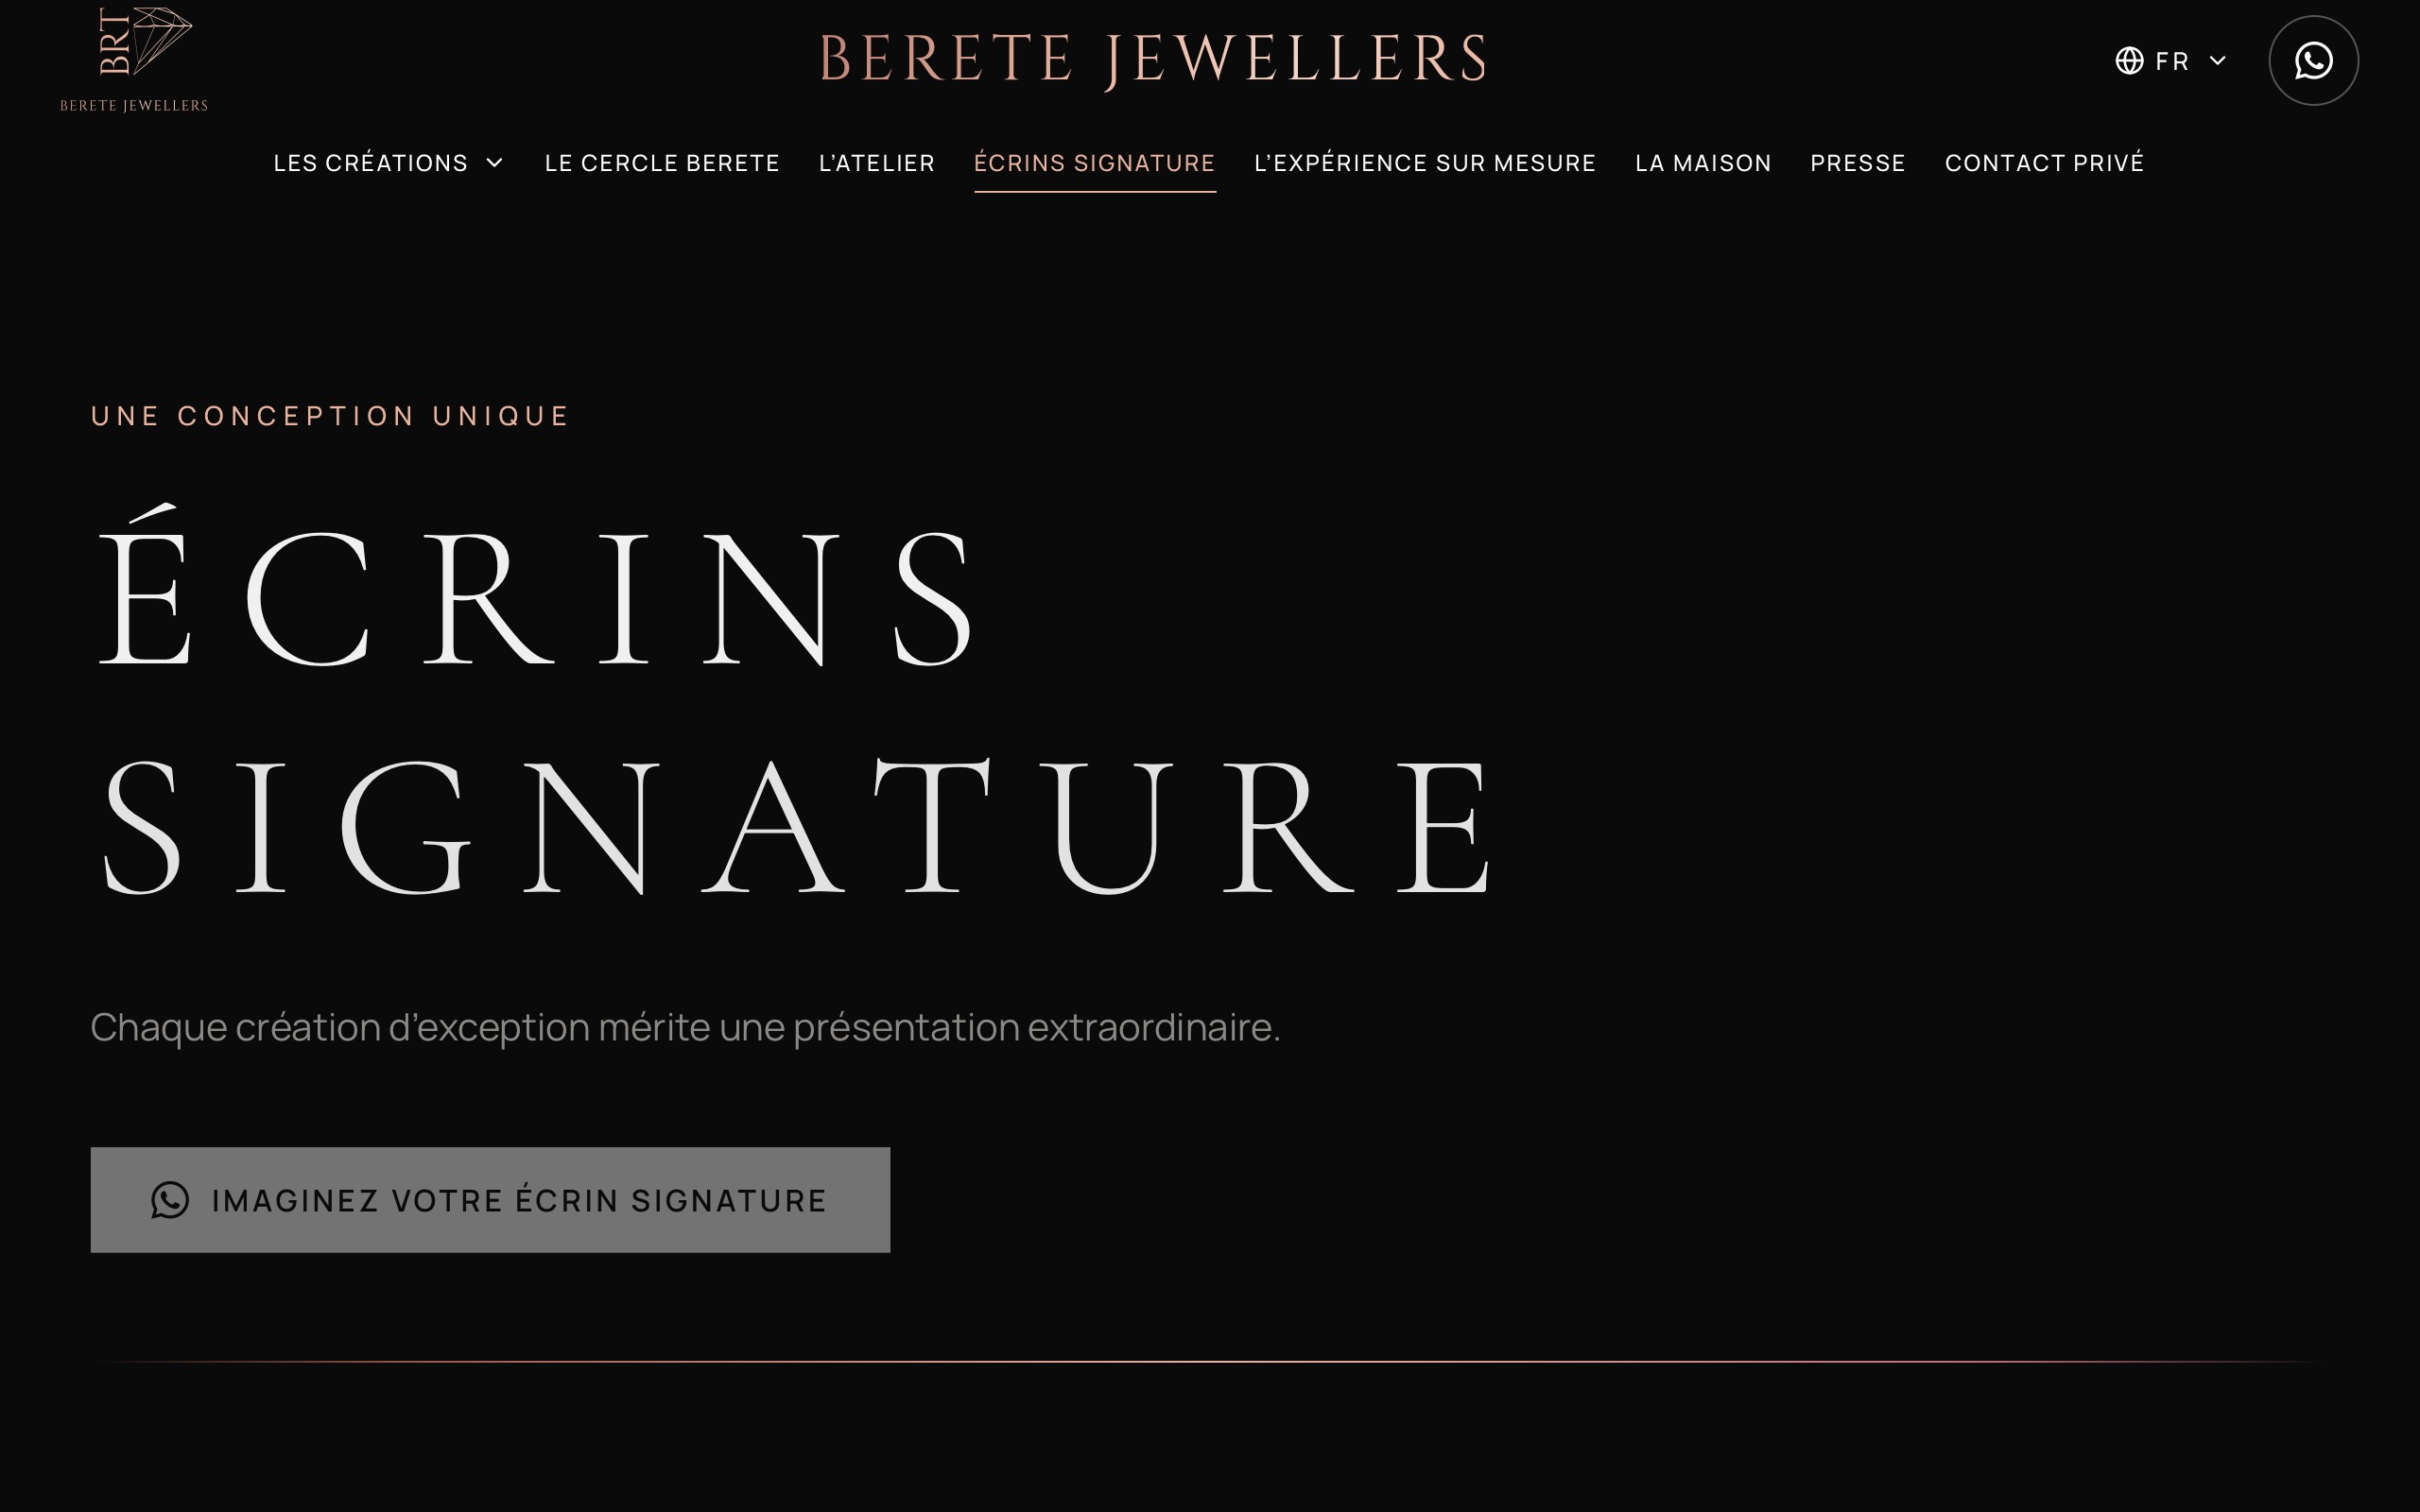 BRT
BERETE JEWELLERS
BERETE JEWELLERS
FR
LES CRÉATIONS
LE CERCLE BERETE
L’ATELIER
ÉCRINS SIGNATURE
L’EXPÉRIENCE SUR MESURE
LA MAISON
PRESSE
CONTACT PRIVÉ
UNE CONCEPTION UNIQUE
ÉCRINS
SIGNATURE
Chaque création d’exception mérite une présentation extraordinaire.
IMAGINEZ VOTRE ÉCRIN SIGNATURE